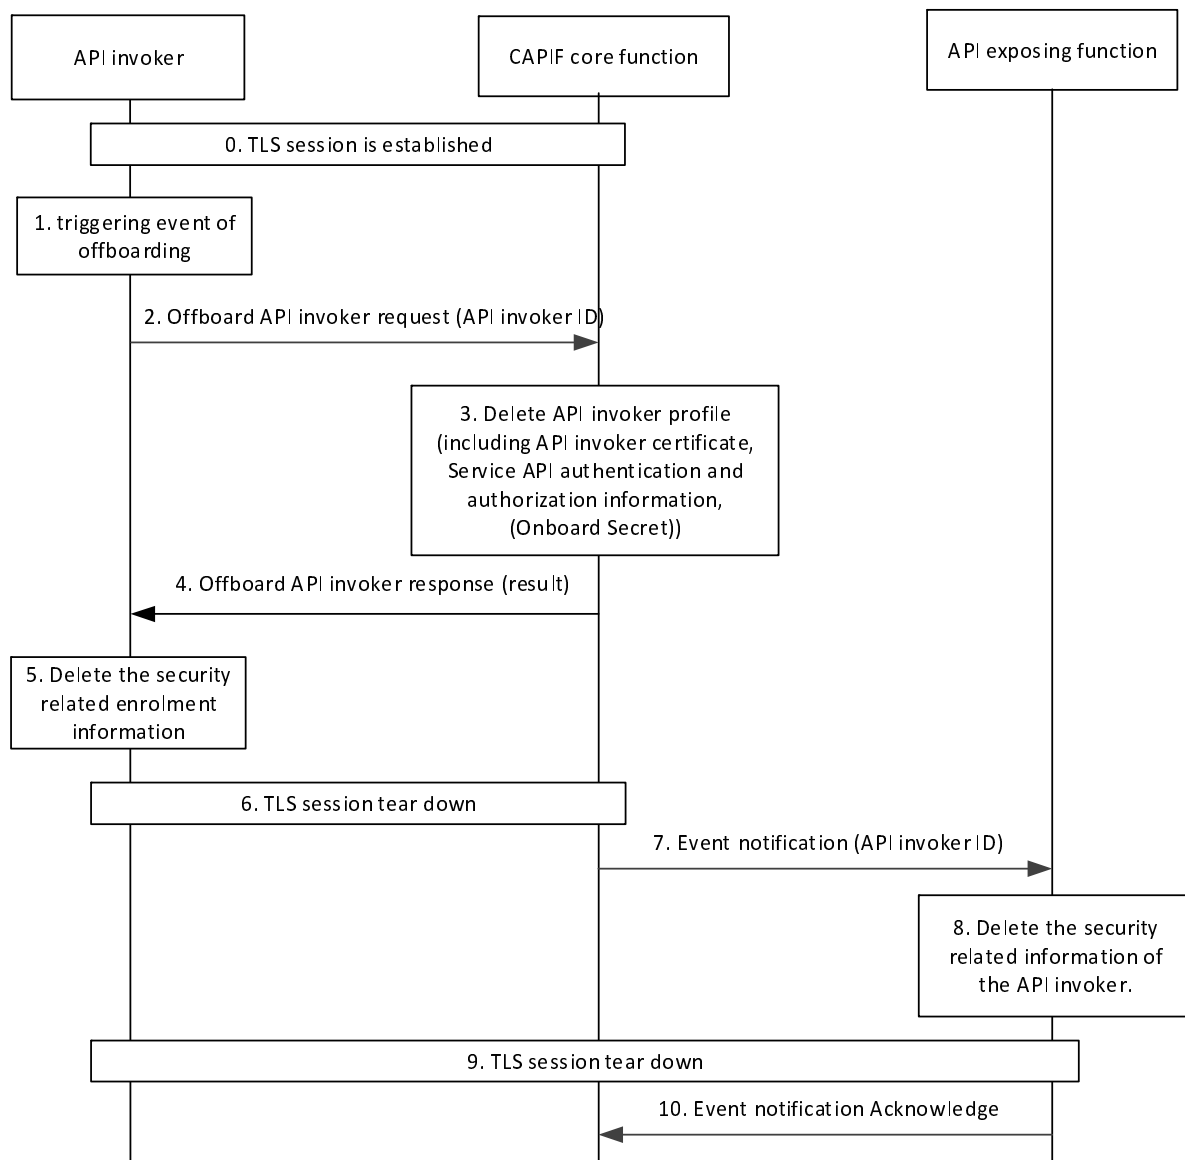 API invoker
CAPIF core function
API exposing function
0. TLS session is established
1. triggering event of
offboarding
2. Offboard API invoker request (API invoker ID)
3. Delete API invoker profile
(including API invoker certificate,
Service API authentication and
authorization information,
(Onboard Secret))
4. Offboard API invoker response (result)
5. Delete the security
related enrolment
information
6. TLS session tear down
7. Event notification (API invoker ID)
8. Delete the security
related information of
the API invoker.
9. TLS session tear down
10. Event notification Acknowledge